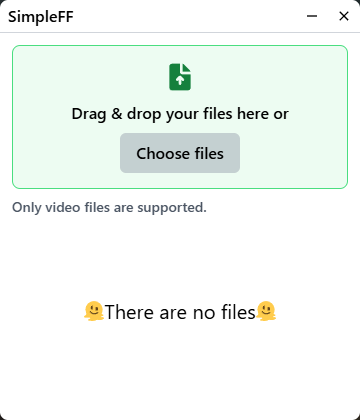 SimpleFF
Drag & drop your files here or
Choose files
Only video files are supported.
🫠There are no files🫠